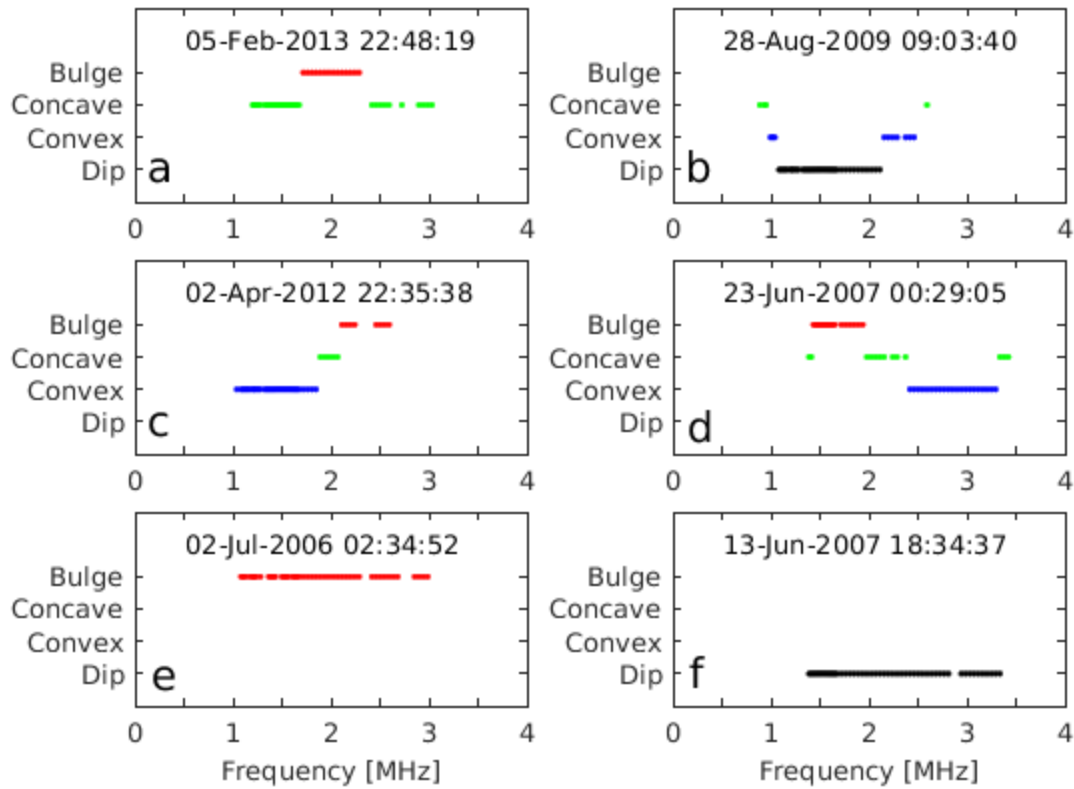 05-Feb-2013 22:48:19
Bulge
Concave
Convex
Dip
a
0 1 2 3 4
28-Aug-2009 09:03:40
Bulge
Concave
Convex
Dip
b
0 1 2 3 4
02-Apr-2012 22:35:38
Bulge
Concave
Convex
Dip
c
0 1 2 3 4
23-Jun-2007 00:29:05
Bulge
Concave
Convex
Dip
d
0 1 2 3 4
02-Jul-2006 02:34:52
Bulge
Concave
Convex
Dip
e
0 1 2 3 4
Frequency [MHz]
13-Jun-2007 18:34:37
Bulge
Concave
Convex
Dip
f
0 1 2 3 4
Frequency [MHz]